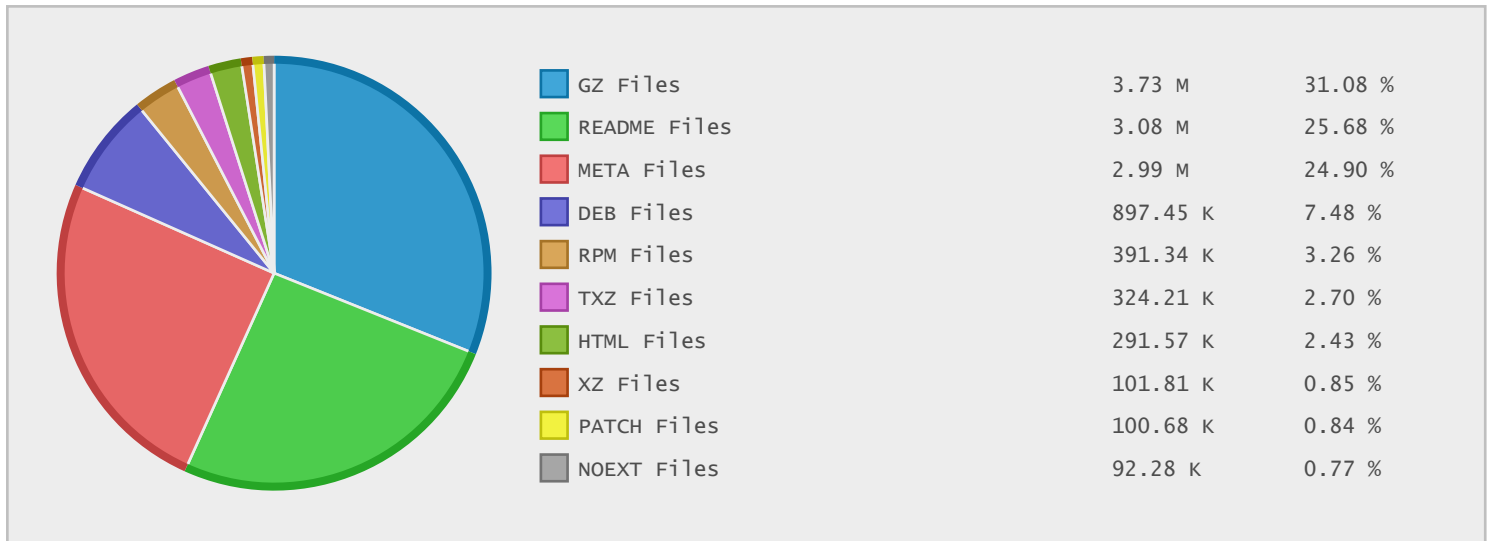 GZ Files 3.73 M 31.08 %
README Files 3.08 M 25.68 %
META Files 2.99 M 24.90 %
DEB Files 897.45 K 7.48 %
RPM Files 391.34 K 3.26 %
TXZ Files 324.21 K 2.70 %
HTML Files 291.57 K 2.43 %
XZ Files 101.81 K 0.85 %
PATCH Files 100.68 K 0.84 %
NOEXT Files 92.28 K 0.77 %